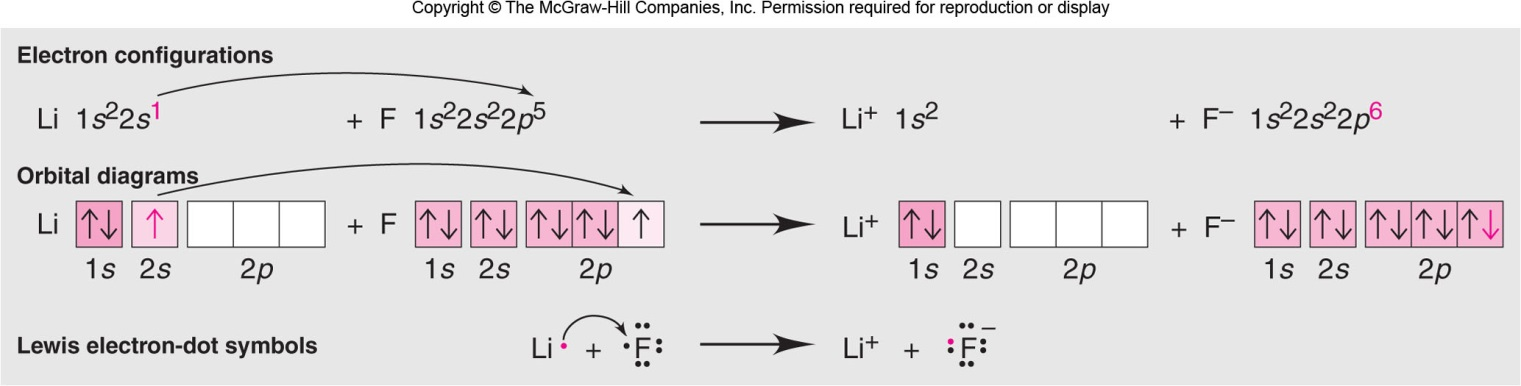 Copyright © The McGraw-Hill Companies, Inc. Permission required for reproduction or display
Electron configurations
Li 1s²2s¹ + F 1s²2s²2p⁵ ⟶ Li⁺ 1s² + F⁻ 1s²2s²2p⁶
Orbital diagrams
Li ↑↓ ↑ + F ↑↓ ↑↓ ↑↓ ↑↓ ↑ ⟶ Li⁺ ↑↓ + F⁻ ↑↓ ↑↓ ↑↓ ↑↓ ↑↓
1s 2s 2p 1s 2s 2p 1s 2s 2p 1s 2s 2p
Lewis electron-dot symbols Li· + ·F: ⟶ Li⁺ + :F:⁻